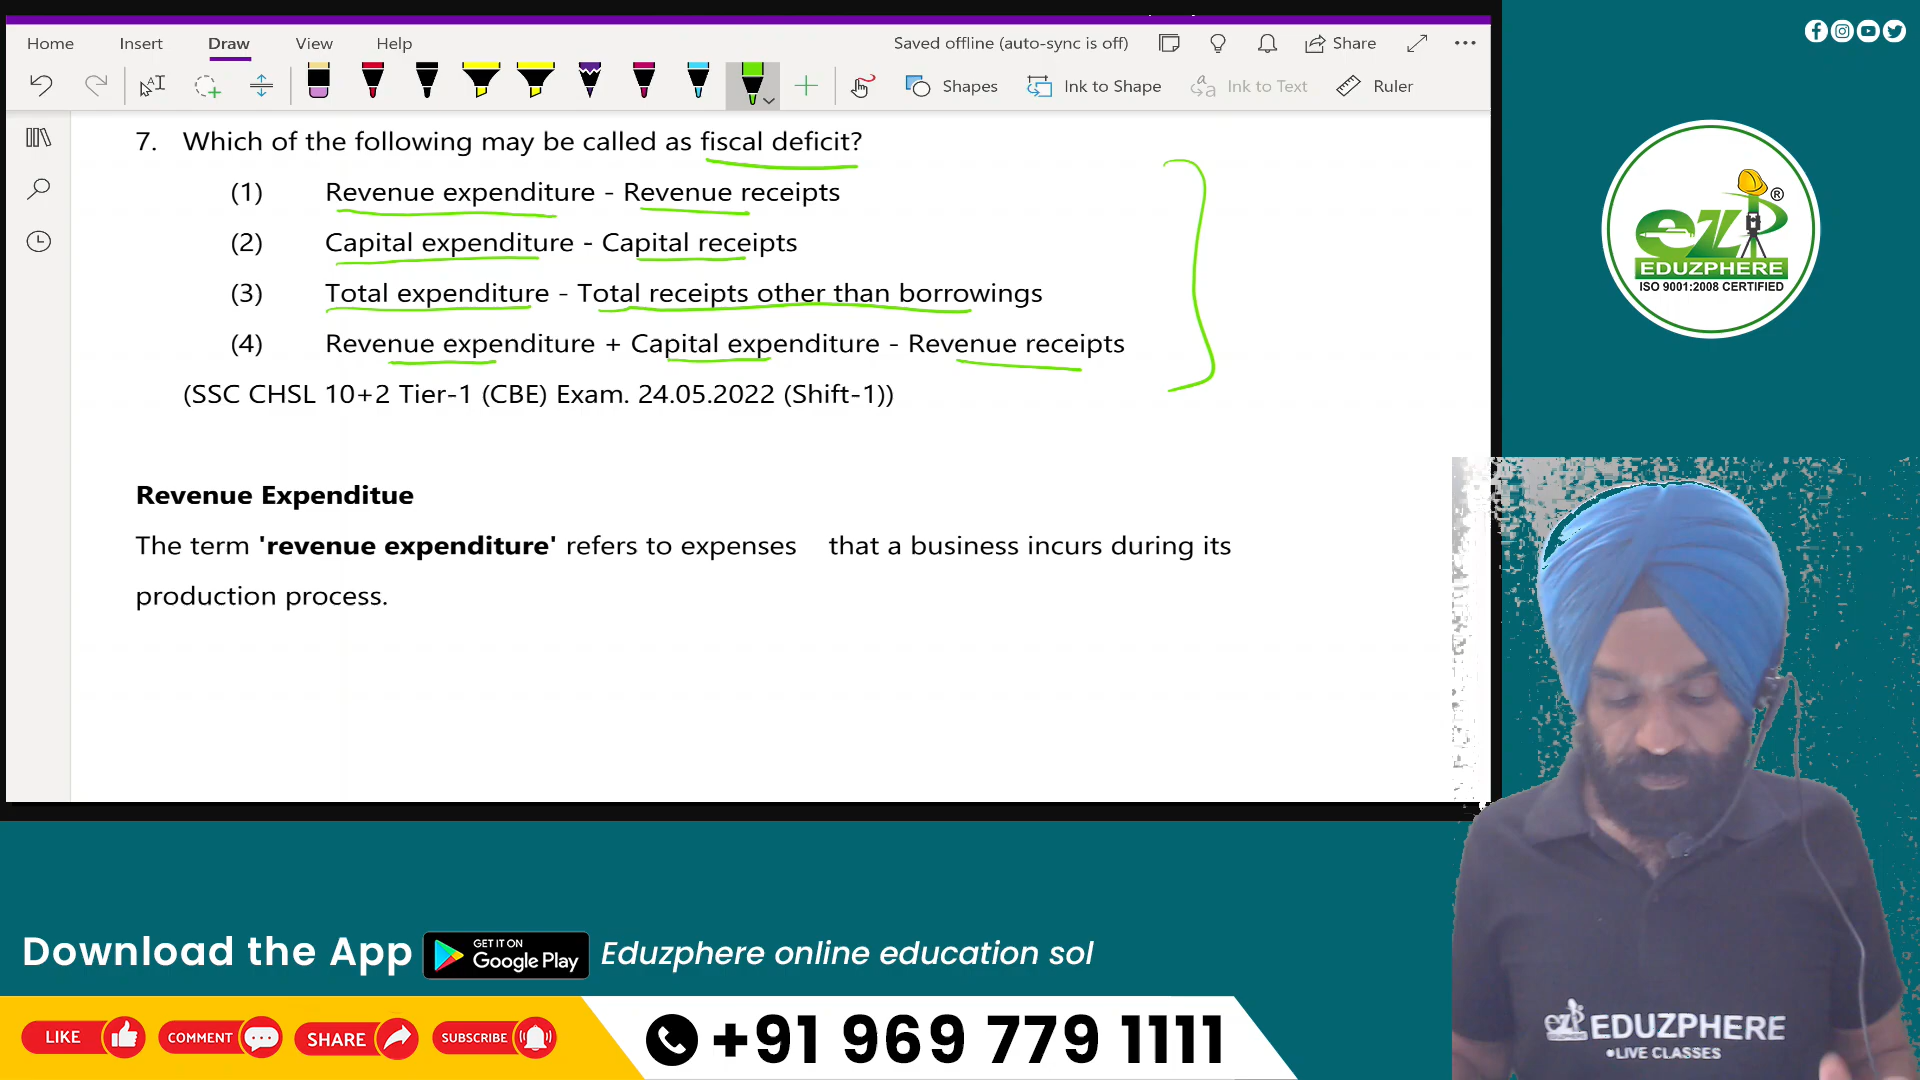 Home Insert Draw View Help Saved offline (auto-sync is off) Share
Shapes Ink to Shape Ink to Text Ruler
7. Which of the following may be called as fiscal deficit?
(1) Revenue expenditure - Revenue receipts
(2) Capital expenditure - Capital receipts
(3) Total expenditure - Total receipts other than borrowings
(4) Revenue expenditure + Capital expenditure - Revenue receipts
(SSC CHSL 10+2 Tier-1 (CBE) Exam. 24.05.2022 (Shift-1))
Revenue Expenditue
The term 'revenue expenditure' refers to expenses that a business incurs during its
production process.
ezp ®
EDUZPHERE
ISO 9001:2008 CERTIFIED
Download the App GET IT ON Google Play Eduzphere online education sol
LIKE COMMENT SHARE SUBSCRIBE +91 969 779 1111
ezp EDUZPHERE
•LIVE CLASSES